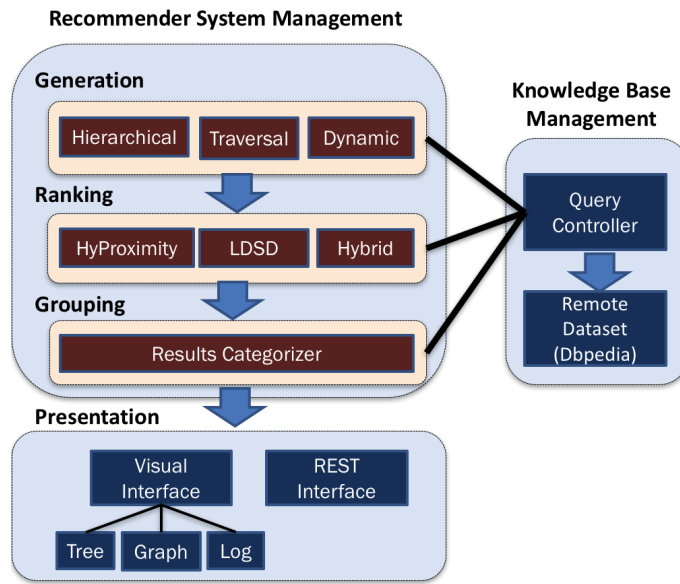 Recommender System Management
Generation
Hierarchical
Traversal
Dynamic
Ranking
HyProximity
LDSD
Hybrid
Grouping
Results Categorizer
Knowledge Base
Management
Query
Controller
Remote
Dataset
(Dbpedia)
Presentation
Visual
Interface
REST
Interface
Tree
Graph
Log